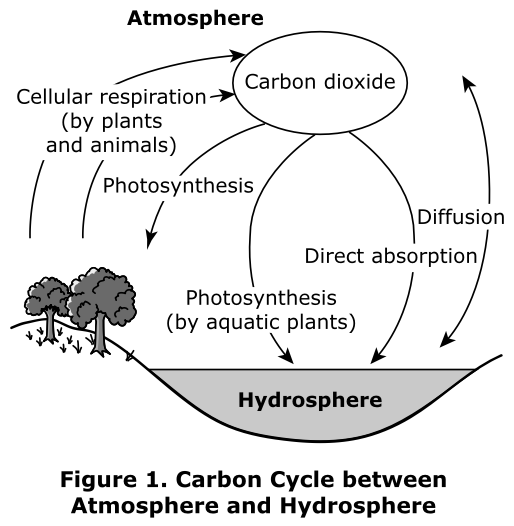 Atmosphere
Carbon dioxide
Cellular respiration
(by plants
and animals)
Photosynthesis
Diffusion
Direct absorption
Photosynthesis
(by aquatic plants)
Hydrosphere
Figure 1. Carbon Cycle between
Atmosphere and Hydrosphere